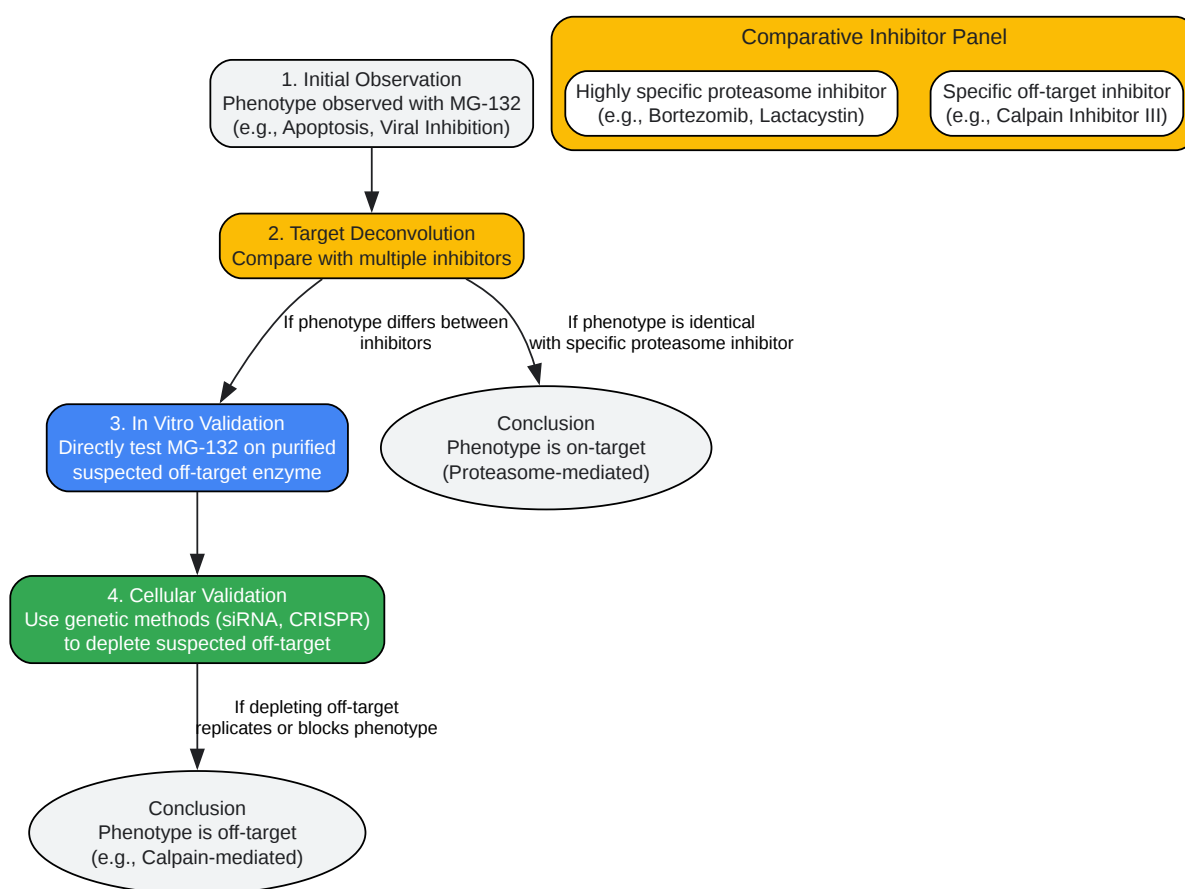 Comparative Inhibitor Panel
1. Initial Observation
Phenotype observed with MG-132
(e.g., Apoptosis, Viral Inhibition)
Highly specific proteasome inhibitor
(e.g., Bortezomib, Lactacystin)
Specific off-target inhibitor
(e.g., Calpain Inhibitor III)
2. Target Deconvolution
Compare with multiple inhibitors
If phenotype differs between
inhibitors
If phenotype is identical
with specific proteasome inhibitor
3. In Vitro Validation
Directly test MG-132 on purified
suspected off-target enzyme
Conclusion
Phenotype is on-target
(Proteasome-mediated)
4. Cellular Validation
Use genetic methods (siRNA, CRISPR)
to deplete suspected off-target
If depleting off-target
replicates or blocks phenotype
Conclusion
Phenotype is off-target
(e.g., Calpain-mediated)